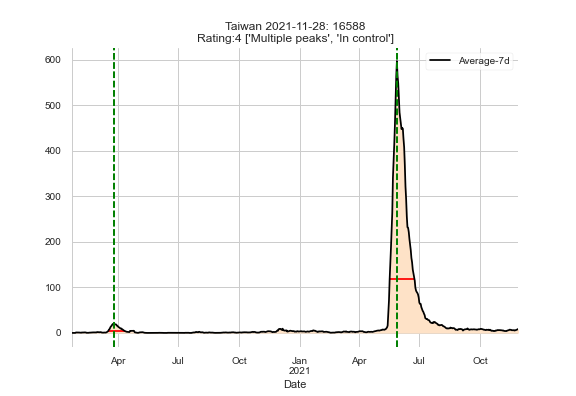 Taiwan 2021-11-28: 16588
Rating:4 ['Multiple peaks', 'In control']
Average-7d
600
500
400
300
200
100
0
Apr Jul Oct Jan Apr Jul Oct
2021
Date